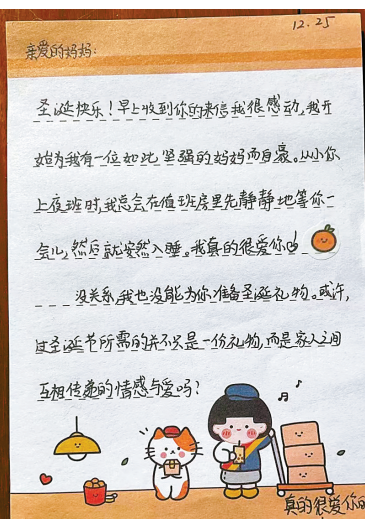 12.25
亲爱的妈妈:
圣诞快乐!早上收到你的来信我很感动,我开
始为我有一位如此坚强的妈妈而自豪。从小你
上夜班时,我总会在值班房里先静静地等你一
会儿,然后就安然入睡。我真的很爱你
没关系,我也没能为你准备圣诞礼物。或许,
过圣诞节所需的并不只是一份礼物,而是家人之间
互相传递的情感与爱吗?
真的很爱你的